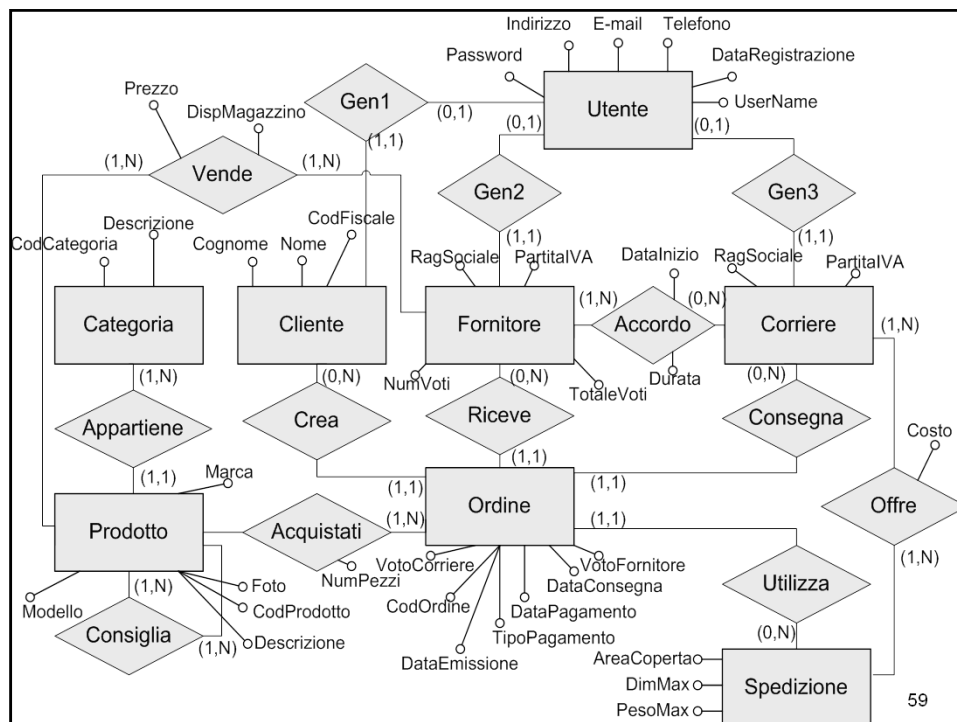 Indirizzo E-mail Telefono
Password
DataRegistrazione
UserName
Utente
Prezzo
DispMagazzino
Gen1
(0,1)
(0,1)
(0,1)
(1,1)
(1,N)
Vende
(1,N)
Gen2
Gen3
Descrizione
CodCategoria
CodFiscale
Cognome
Nome
(1,1)
(1,1)
RagSociale
PartitaIVA
DataInizio
RagSociale
PartitaIVA
Categoria
Cliente
Fornitore
(1,N)
Accordo
(0,N)
Corriere
(1,N)
(1,N)
(0,N)
NumVoti
(0,N)
TotaleVoti
Durata
(0,N)
Appartiene
Crea
Riceve
Consegna
Costo
(1,1)
Marca
(1,1)
(1,1)
(1,1)
Prodotto
Acquistati
(1,N)
Ordine
(1,1)
Offre
NumPezzi
VotoCorriere
VotoFornitore
DataConsegna
(1,N)
Modello
(1,N)
Foto
CodProdotto
Descrizione
CodOrdine
DataPagamento
TipoPagamento
DataEmissione
Utilizza
Consiglia
(1,N)
(0,N)
AreaCoperta
DimMax
PesoMax
Spedizione
59